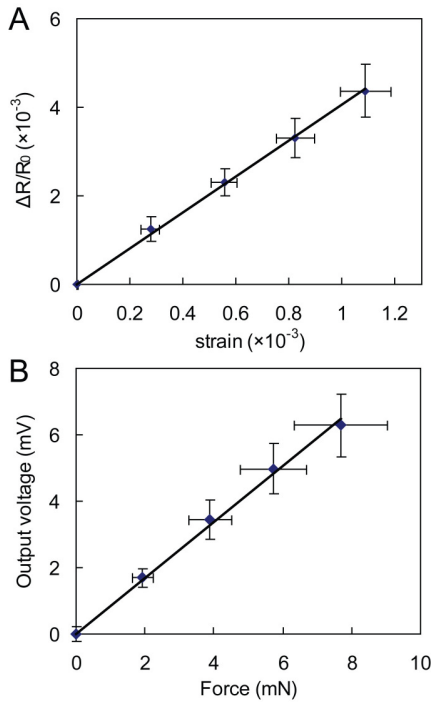 A
6
4
2
0
ΔR/R₀ (×10⁻³)
0 0.2 0.4 0.6 0.8 1 1.2
strain (×10⁻³)
B
8
6
4
2
0
Output voltage (mV)
0 2 4 6 8 10
Force (mN)